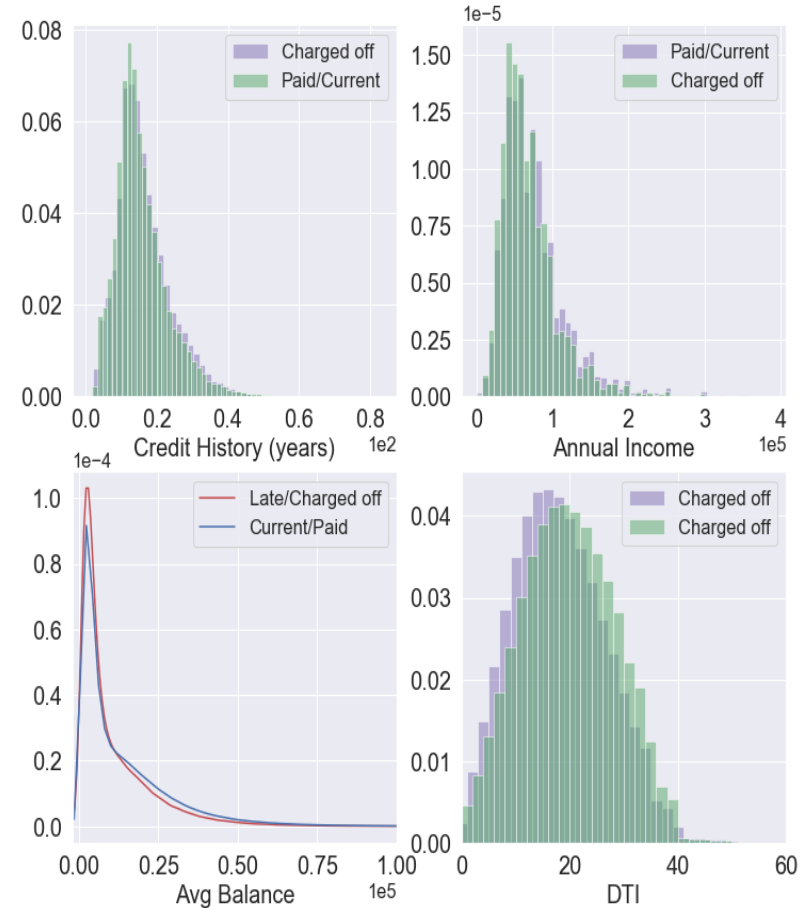 0.08
0.06
0.04
0.02
0.00
Charged off
Paid/Current
0.0 0.2 0.4 0.6 0.8
Credit History (years) 1e2
1e−5
1.50
1.25
1.00
0.75
0.50
0.25
0.00
Paid/Current
Charged off
0 1 2 3 4
Annual Income 1e5
1e−4
1.0
0.8
0.6
0.4
0.2
0.0
Late/Charged off
Current/Paid
0.00 0.25 0.50 0.75 1.00
Avg Balance 1e5
0.04
0.03
0.02
0.01
0.00
Charged off
Charged off
0 20 40 60
DTI